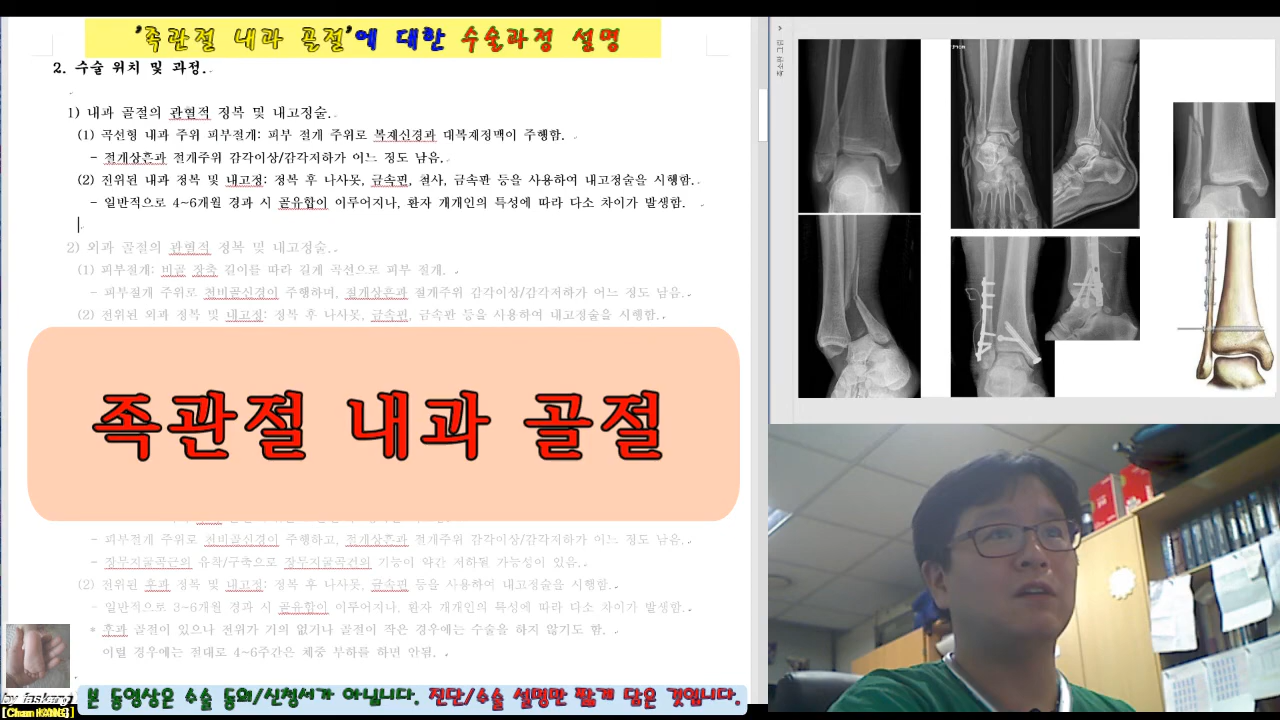 '족관절 내과 골절'에 대한 수술과정 설명
2. 수술 위치 및 과정.
1) 내과 골절의 관혈적 정복 및 내고정술.
(1) 곡선형 내과 주위 피부절개: 피부 절개 주위로 복재신경과 대복재정맥이 주행함.
- 절개상흔과 절개주위 감각이상/감각저하가 어느 정도 남음.
(2) 전위된 내과 정복 및 내고정: 정복 후 나사못, 금속핀, 철사, 금속판 등을 사용하여 내고정술을 시행함.
- 일반적으로 4~6개월 경과 시 골유합이 이루어지나, 환자 개개인의 특성에 따라 다소 차이가 발생함.
2) 외과 골절의 관혈적 정복 및 내고정술.
(1) 피부절개: 비골 장축 길이를 따라 길게 곡선으로 피부 절개.
- 피부절개 주위로 천비골신경이 주행하며, 절개상흔과 절개주위 감각이상/감각저하가 어느 정도 남음.
(2) 전위된 외과 정복 및 내고정: 정복 후 나사못, 금속핀, 금속판 등을 사용하여 내고정술을 시행함.
족관절 내과 골절
- 피부절개 주위로 천비골신경이 주행하고, 절개상흔과 절개주위 감각이상/감각저하가 어느 정도 남음.
- 장무지굴곡근의 유착/구축으로 장무지굴곡건의 기능이 약간 저하될 가능성이 있음.
(2) 전위된 후과 정복 및 내고정: 정복 후 나사못, 금속핀 등을 사용하여 내고정술을 시행함.
- 일반적으로 3~6개월 경과 시 골유합이 이루어지나, 환자 개개인의 특성에 따라 다소 차이가 발생함.
* 후과 골절이 있으나 전위가 거의 없거나 골절이 작은 경우에는 수술을 하지 않기도 함.
이럴 경우에는 절대로 4~6주간은 체중 부하를 하면 안됨.
본 동영상은 수술 동의/신청서가 아닙니다. 진단/수술 설명만 짧게 담은 것입니다.